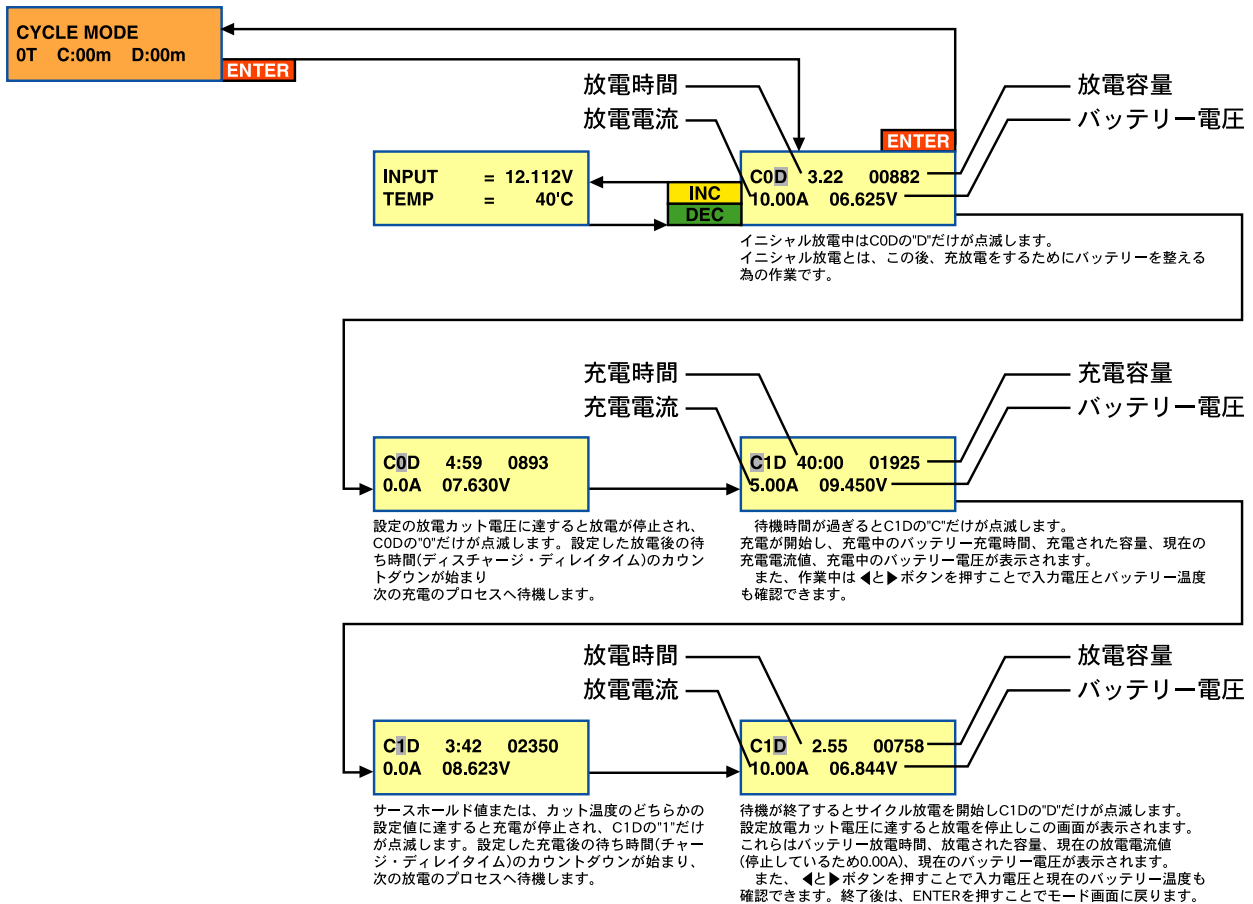 CYCLE MODE
0T C:00m D:00m
ENTER
放電時間
放電電流
放電容量
バッテリー電圧
ENTER
INPUT = 12.112V
TEMP = 40'C
INC
DEC
C0D 3.22 00882
10.00A 06.625V
イニシャル放電中はC0Dの"D"だけが点滅します。
イニシャル放電とは、この後、充放電をするためにバッテリーを整える
為の作業です。
充電時間
充電電流
充電容量
バッテリー電圧
C0D 4:59 0893
0.0A 07.630V
設定の放電カット電圧に達すると放電が停止され、
C0Dの"0"だけが点滅します。設定した放電後の待
ち時間(ディスチャージ・ディレイタイム)のカウン
トダウンが始まり
次の充電のプロセスへ待機します。
C1D 40:00 01925
5.00A 09.450V
待機時間が過ぎるとC1Dの"C"だけが点滅します。
充電が開始し、充電中のバッテリー充電時間、充電された容量、現在の
充電電流値、充電中のバッテリー電圧が表示されます。
また、作業中は◀と▶ボタンを押すことで入力電圧とバッテリー温度
も確認できます。
放電時間
放電電流
放電容量
バッテリー電圧
C1D 3:42 02350
0.0A 08.623V
サースホールド値または、カット温度のどちらかの
設定値に達すると充電が停止され、C1Dの"1"だけ
が点滅します。設定した充電後の待ち時間(チャー
ジ・ディレイタイム)のカウントダウンが始まり、
次の放電のプロセスへ待機します。
C1D 2.55 00758
10.00A 06.844V
待機が終了するとサイクル放電を開始しC1Dの"D"だけが点滅します。
設定放電カット電圧に達すると放電を停止しこの画面が表示されます。
これらはバッテリー放電時間、放電された容量、現在の放電電流値
(停止しているため0.00A)、現在のバッテリー電圧が表示されます。
また、◀と▶ボタンを押すことで入力電圧と現在のバッテリー温度も
確認できます。終了後は、ENTERを押すことでモード画面に戻ります。